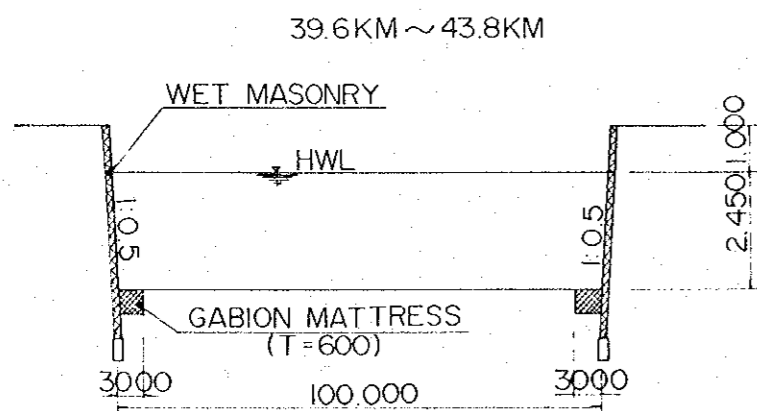 39.6KM ~ 43.8KM
WET MASONRY
HWL
1.000
2.450
1:0.5
1:0.5
GABION MATTRESS
(T=600)
3000
3000
100.000